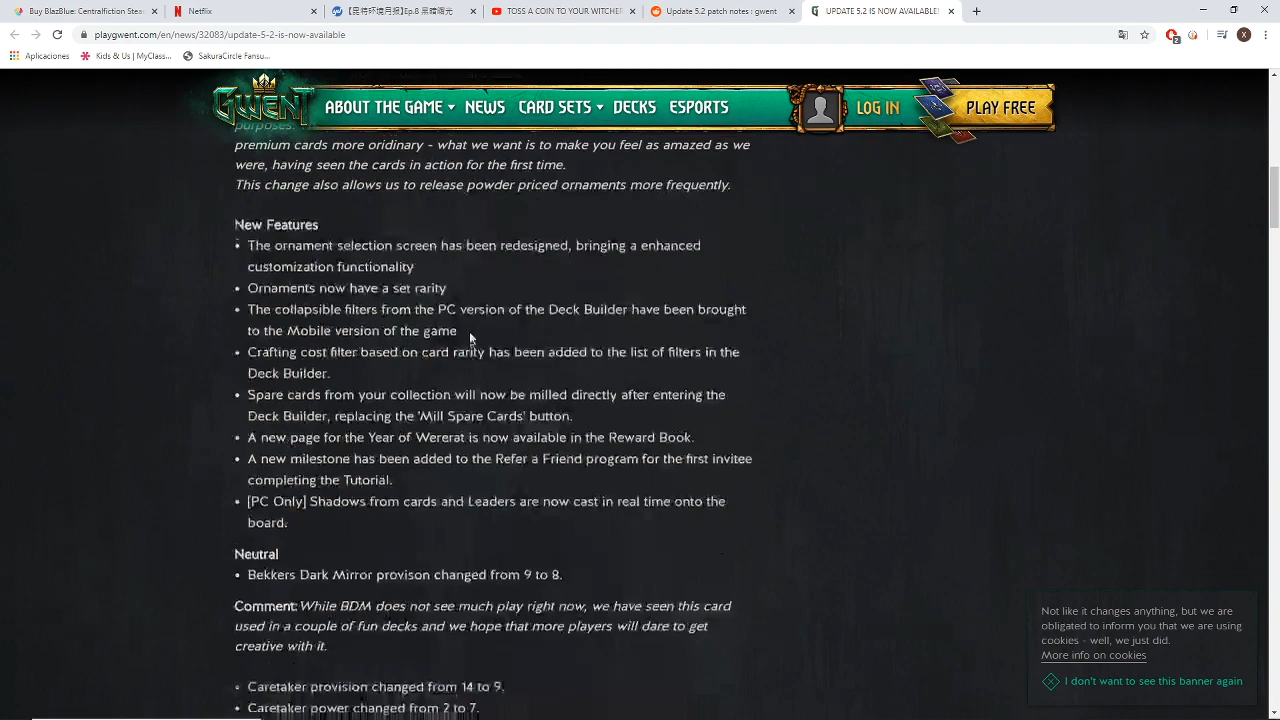 Buy BlazBlue: Centralfiction Steam
Netflix
【昆特环境月报】Ep.8 黑暗曙光
TOSS A COIN TO YOUR WITCHER
Update 5.2 patch notes : gwent
UPDATE 5.2 IS NOW AVAILABLE!
playgwent.com/en/news/32083/update-5-2-is-now-available
2
X
Aplicaciones
Kids & Us | MyClass...
SakuraCircle Fansu...
GWENT
ABOUT THE GAME
NEWS
CARD SETS
DECKS
ESPORTS
LOG IN
PLAY FREE
purposes.
premium cards more oridinary - what we want is to make you feel as amazed as we
were, having seen the cards in action for the first time.
This change also allows us to release powder priced ornaments more frequently.
New Features
• The ornament selection screen has been redesigned, bringing a enhanced
customization functionality
• Ornaments now have a set rarity
• The collapsible filters from the PC version of the Deck Builder have been brought
to the Mobile version of the game
• Crafting cost filter based on card rarity has been added to the list of filters in the
Deck Builder.
• Spare cards from your collection will now be milled directly after entering the
Deck Builder, replacing the 'Mill Spare Cards' button.
• A new page for the Year of Wererat is now available in the Reward Book.
• A new milestone has been added to the Refer a Friend program for the first invitee
completing the Tutorial.
• [PC Only] Shadows from cards and Leaders are now cast in real time onto the
board.
Neutral
• Bekkers Dark Mirror provison changed from 9 to 8.
Comment: While BDM does not see much play right now, we have seen this card
used in a couple of fun decks and we hope that more players will dare to get
creative with it.
• Caretaker provision changed from 14 to 9.
• Caretaker power changed from 2 to 7.
Not like it changes anything, but we are
obligated to inform you that we are using
cookies - well, we just did.
More info on cookies
I don't want to see this banner again